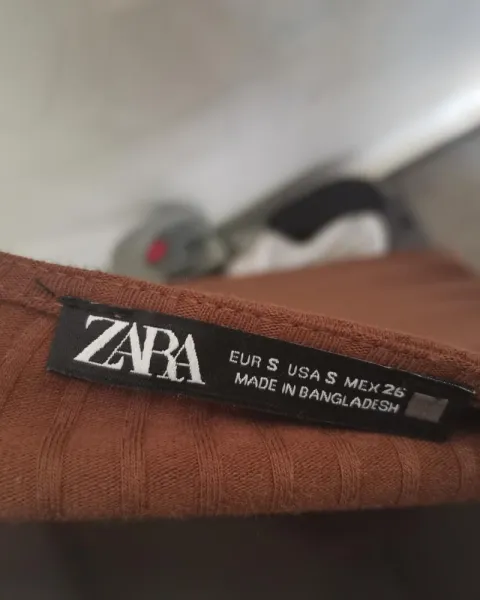 ZARA
EUR S USA S MEX 26
MADE IN BANGLADESH